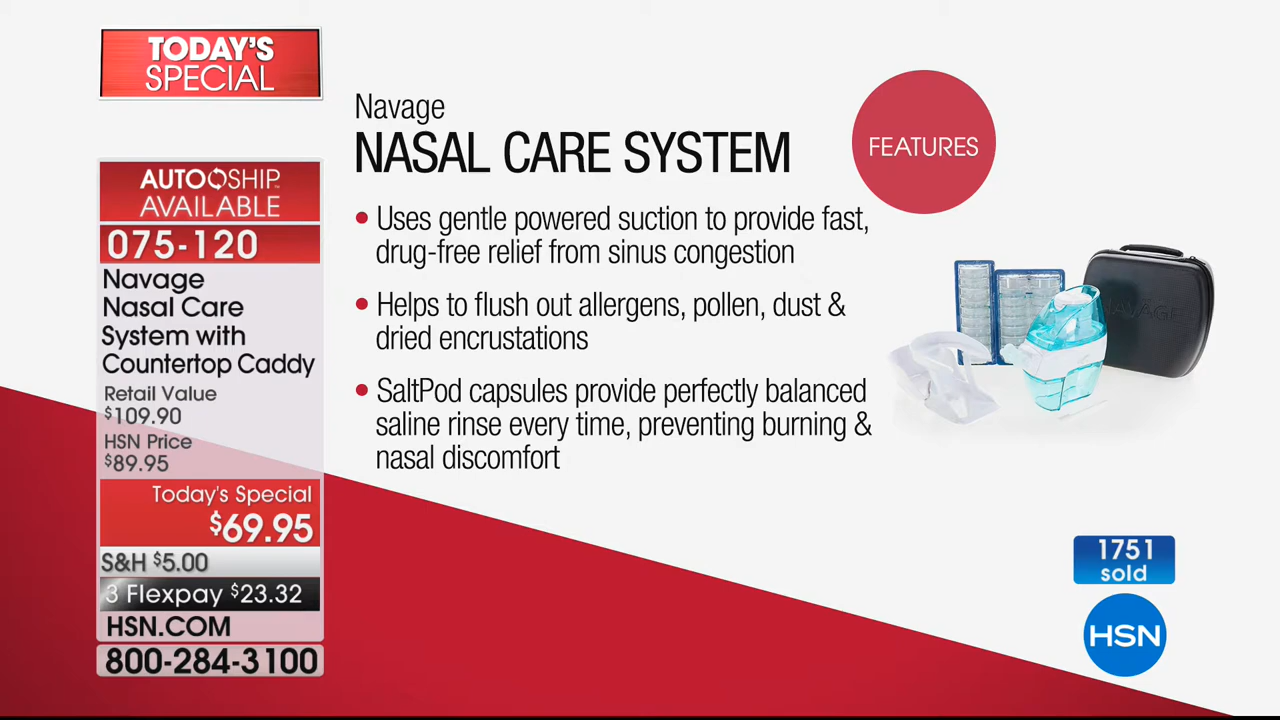 TODAY'S
SPECIAL
AUTOSHIP™
AVAILABLE
075-120
Navage
Nasal Care
System with
Countertop Caddy
Retail Value
$109.90
HSN Price
$89.95
Today's Special
$69.95
S&H $5.00
3 Flexpay $23.32
HSN.COM
800-284-3100
Navage
NASAL CARE SYSTEM
FEATURES
• Uses gentle powered suction to provide fast,
drug-free relief from sinus congestion
• Helps to flush out allergens, pollen, dust &
dried encrustations
• SaltPod capsules provide perfectly balanced
saline rinse every time, preventing burning &
nasal discomfort
NAVAGE
1751
sold
HSN